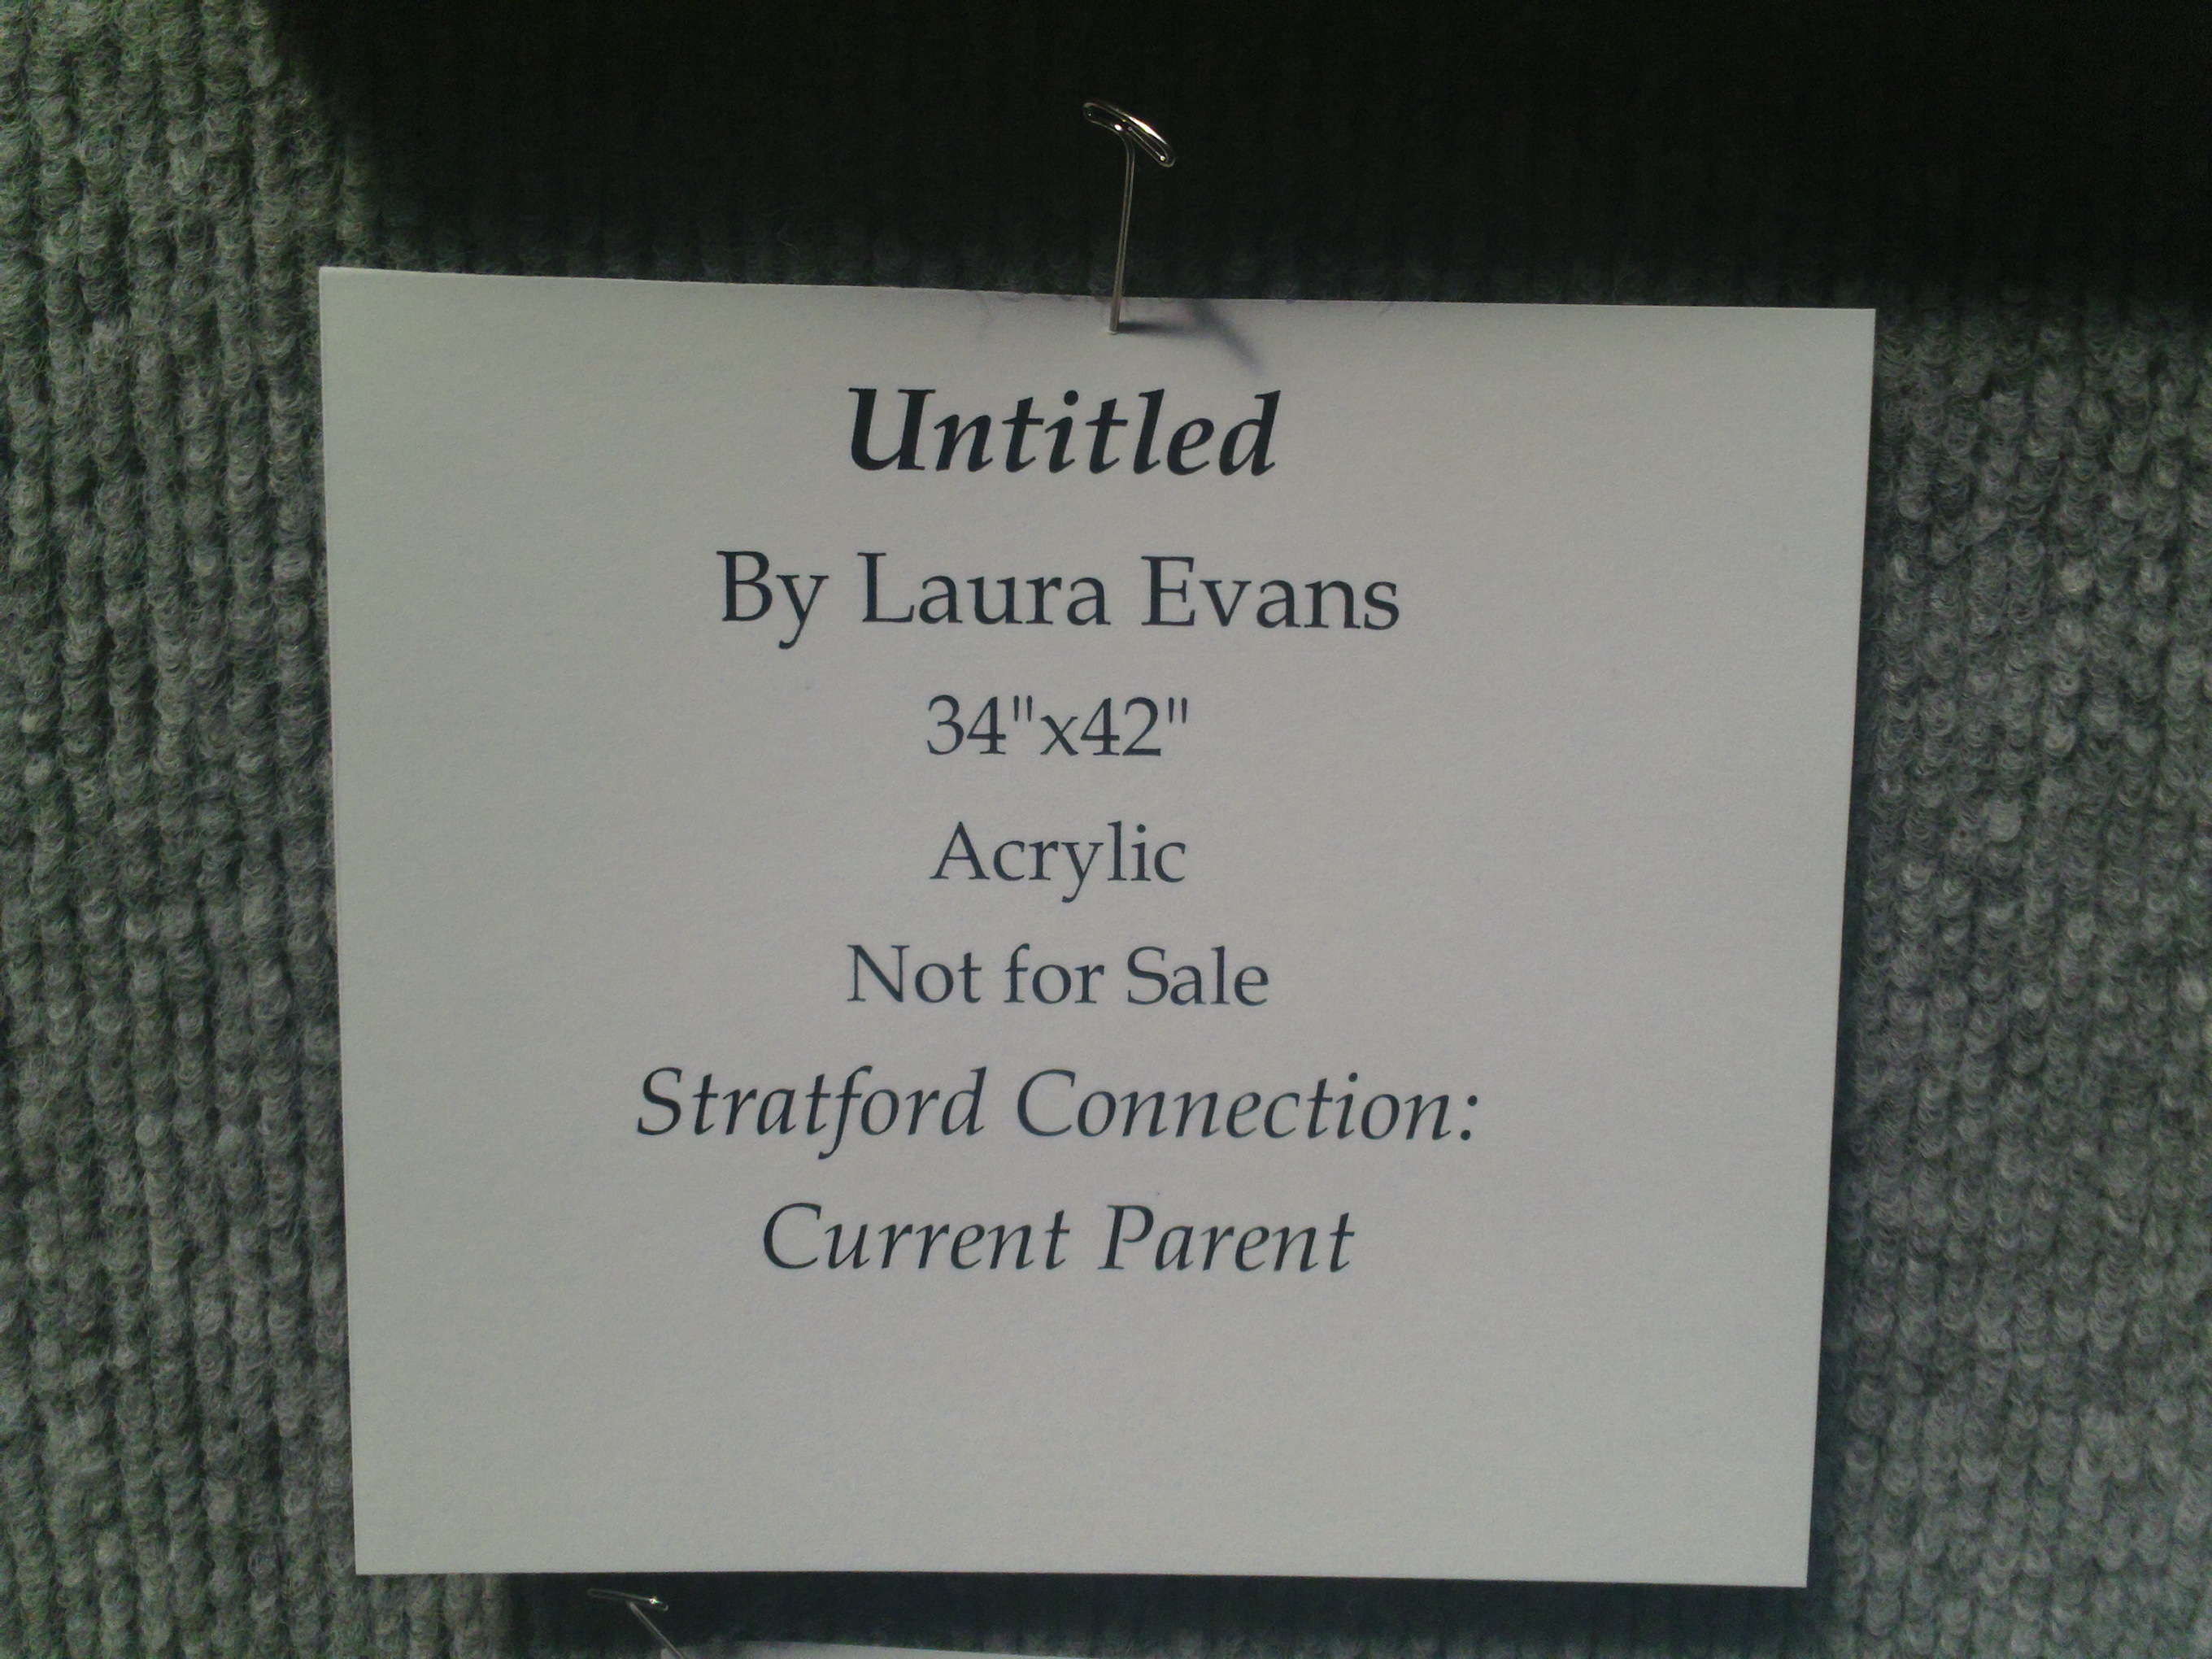 Untitled
By Laura Evans
34"x42"
Acrylic
Not for Sale
Stratford Connection:
Current Parent